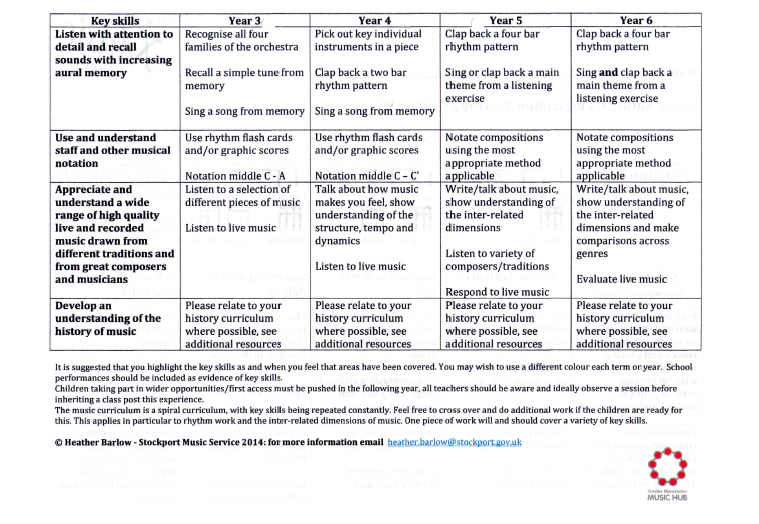 Key skills Year 3 Year 4 Year 5 Year 6
Listen with attention to
detail and recall
sounds with increasing
aural memory
Recognise all four
families of the orchestra
Recall a simple tune from
memory
Sing a song from memory
Pick out key individual
instruments in a piece
Clap back a two bar
rhythm pattern
Sing a song from memory
Clap back a four bar
rhythm pattern
Sing or clap back a main
theme from a listening
exercise
Clap back a four bar
rhythm pattern
Sing and clap back a
main theme from a
listening exercise
Use and understand
staff and other musical
notation
Use rhythm flash cards
and/or graphic scores
Notation middle C - A
Use rhythm flash cards
and/or graphic scores
Notation middle C – C'
Notate compositions
using the most
appropriate method
applicable
Notate compositions
using the most
appropriate method
applicable
Appreciate and
understand a wide
range of high quality
live and recorded
music drawn from
different traditions and
from great composers
and musicians
Listen to a selection of
different pieces of music
Listen to live music
Talk about how music
makes you feel, show
understanding of the
structure, tempo and
dynamics
Listen to live music
Write/talk about music,
show understanding of
the inter-related
dimensions
Listen to variety of
composers/traditions
Respond to live music
Write/talk about music,
show understanding of
the inter-related
dimensions and make
comparisons across
genres
Evaluate live music
Develop an
understanding of the
history of music
Please relate to your
history curriculum
where possible, see
additional resources
Please relate to your
history curriculum
where possible, see
additional resources
Please relate to your
history curriculum
where possible, see
additional resources
Please relate to your
history curriculum
where possible, see
additional resources
It is suggested that you highlight the key skills as and when you feel that areas have been covered. You may wish to use a different colour each term or year. School
performances should be included as evidence of key skills.
Children taking part in wider opportunities/first access must be pushed in the following year, all teachers should be aware and ideally observe a session before
inheriting a class post this experience.
The music curriculum is a spiral curriculum, with key skills being repeated constantly. Feel free to cross over and do additional work if the children are ready for
this. This applies in particular to rhythm work and the inter-related dimensions of music. One piece of work will and should cover a variety of key skills.
© Heather Barlow - Stockport Music Service 2014: for more information email heather.barlow@stockport.gov.uk
Greater Manchester
MUSIC HUB